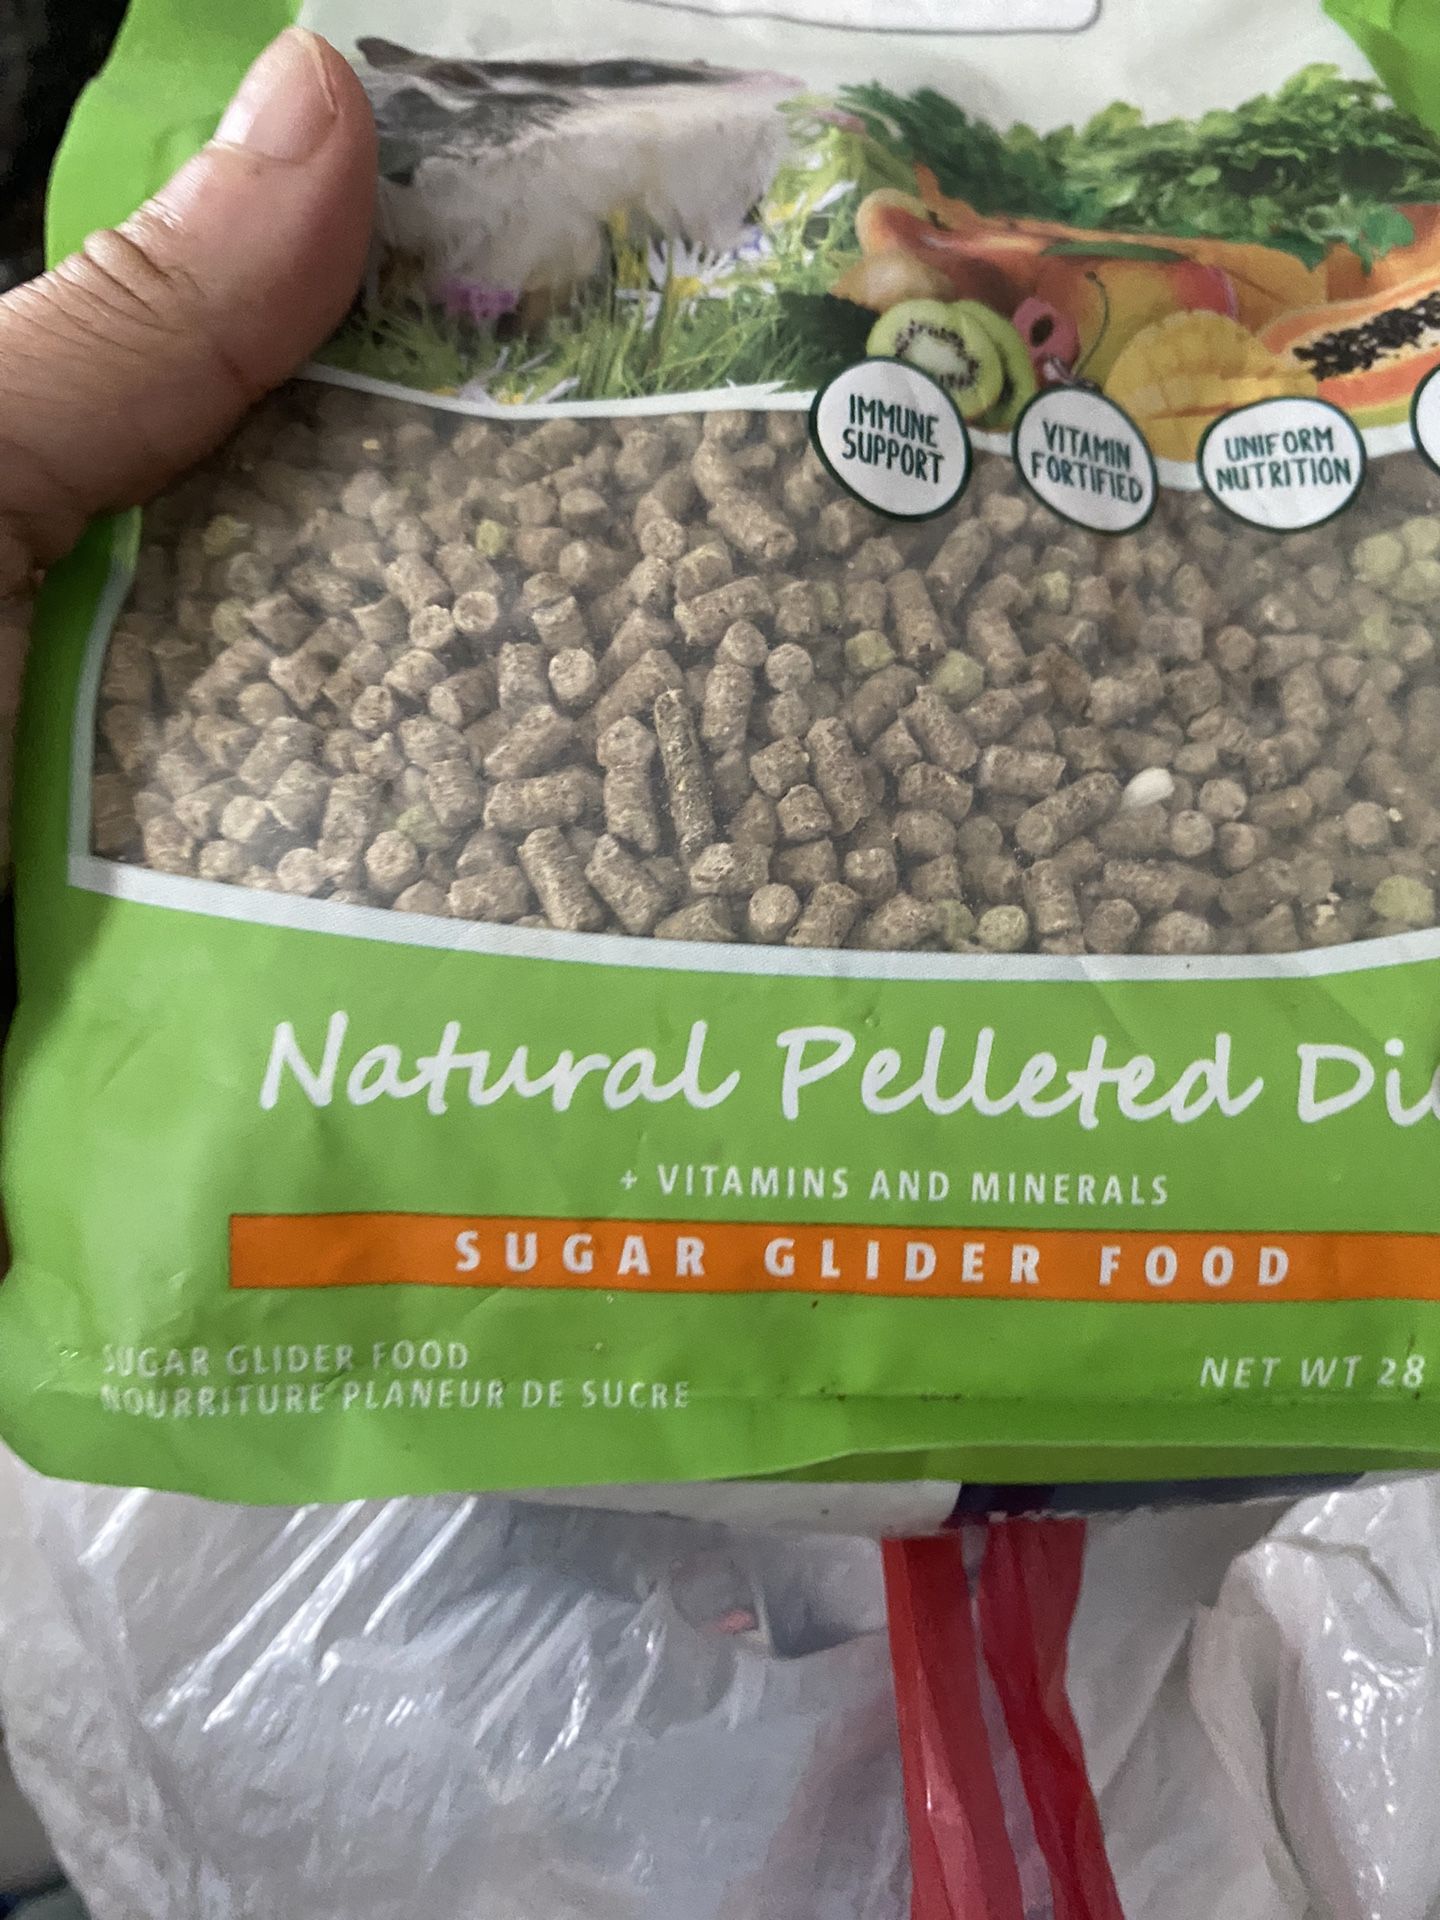 IMMUNE
SUPPORT
VITAMIN
FORTIFIED
UNIFORM
NUTRITION
Natural Pelleted
+ VITAMINS AND MINERALS
SUGAR GLIDER FOOD
SUGAR GLIDER FOOD
NOURRITURE PLANEUR DE SUCRE
NET WT 28